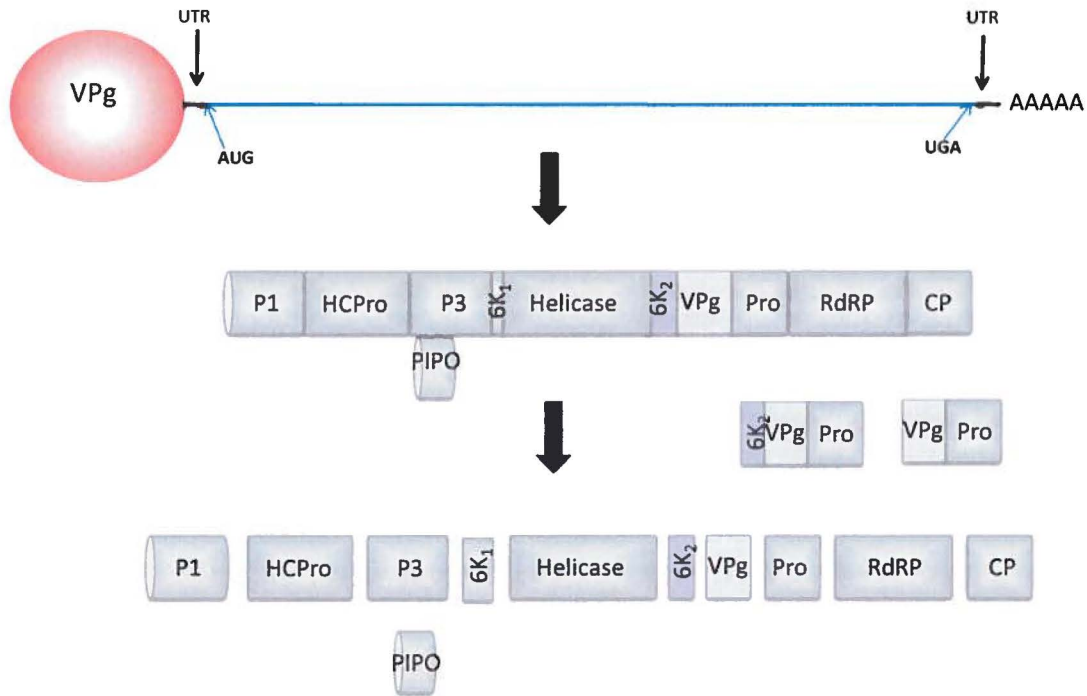 UTR UTR
VPg
AAAAA
AUG UGA
P1 HCPro P3 6K₁ Helicase 6K₂ VPg Pro RdRP CP
PIPO
6K₂ VPg Pro VPg Pro
P1 HCPro P3 6K₁ Helicase 6K₂ VPg Pro RdRP CP
PIPO